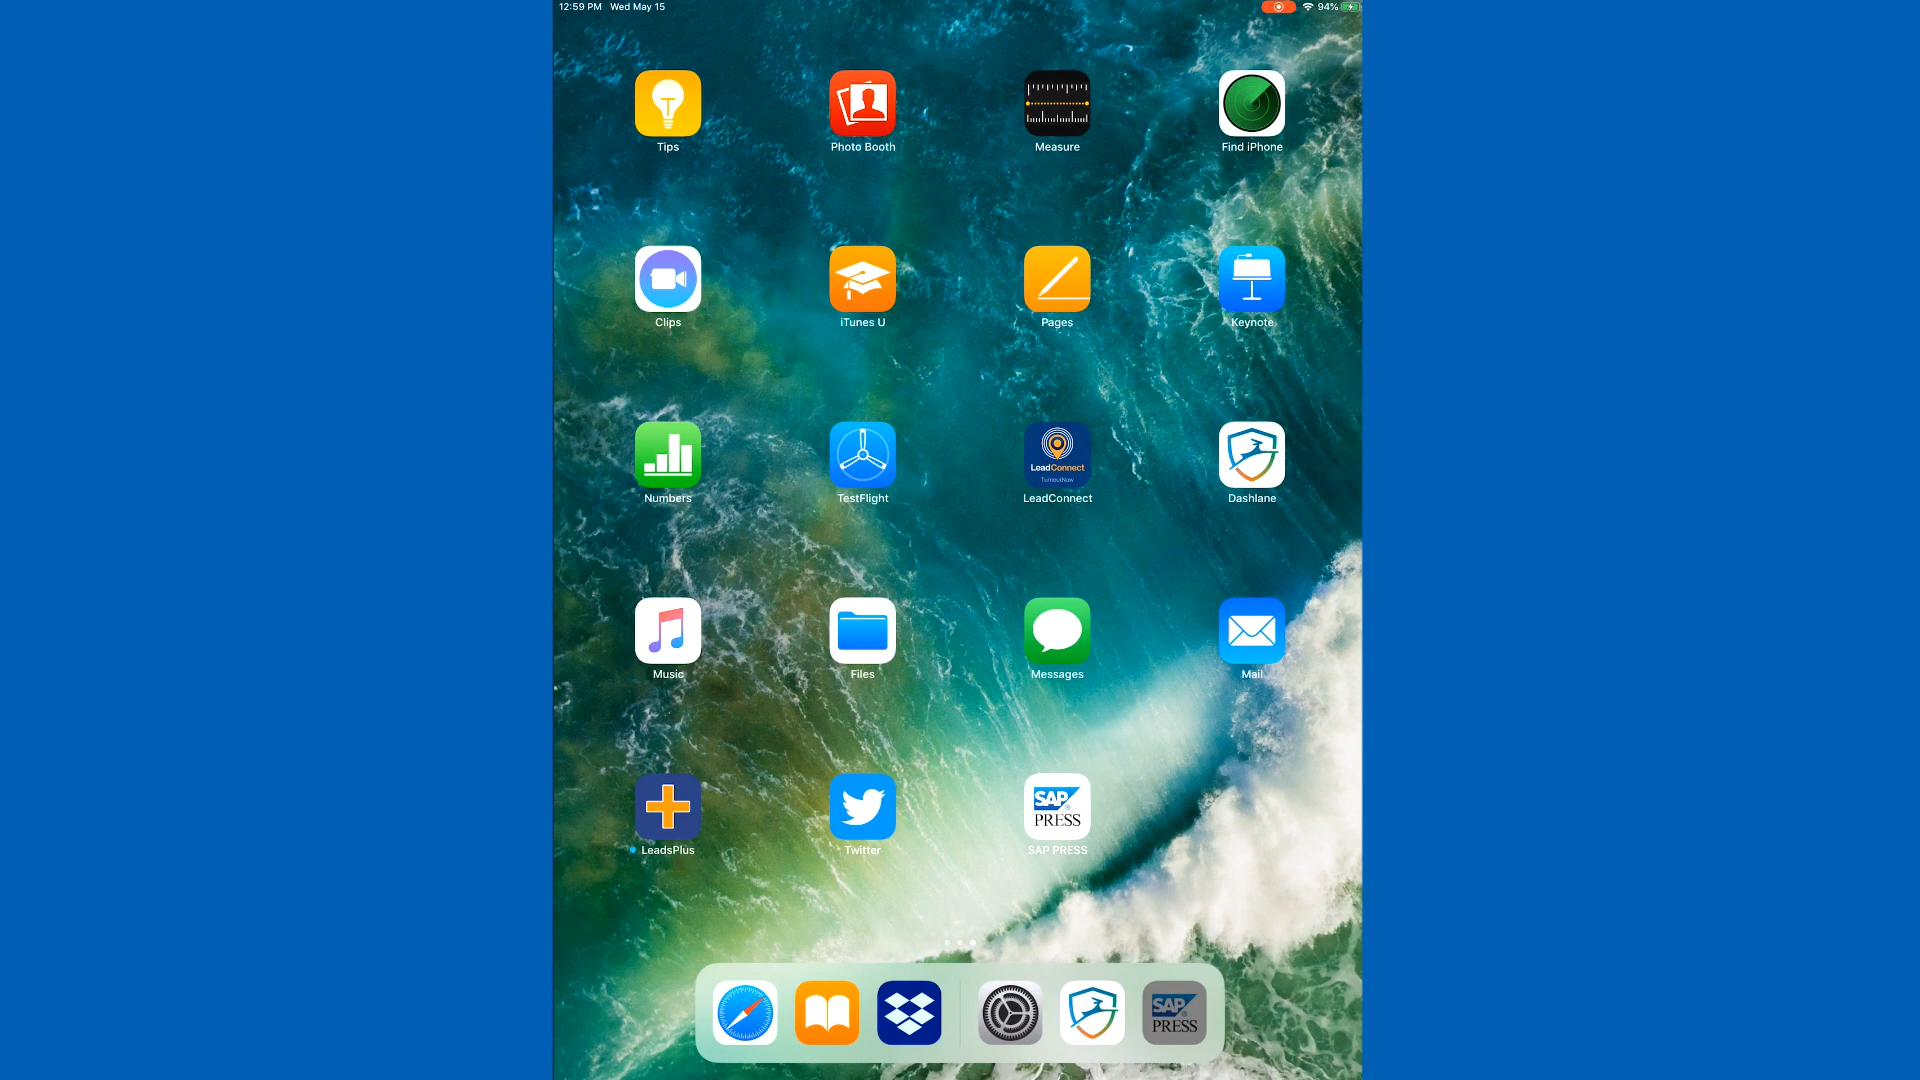 12:59 PM Wed May 15 94%
Tips Photo Booth Measure Find iPhone
Clips iTunes U Pages Keynote
LeadConnect
TurnoutNow
Numbers TestFlight LeadConnect Dashlane
Music Files Messages Mail
SAP
PRESS
LeadsPlus Twitter SAP PRESS
SAP
PRESS